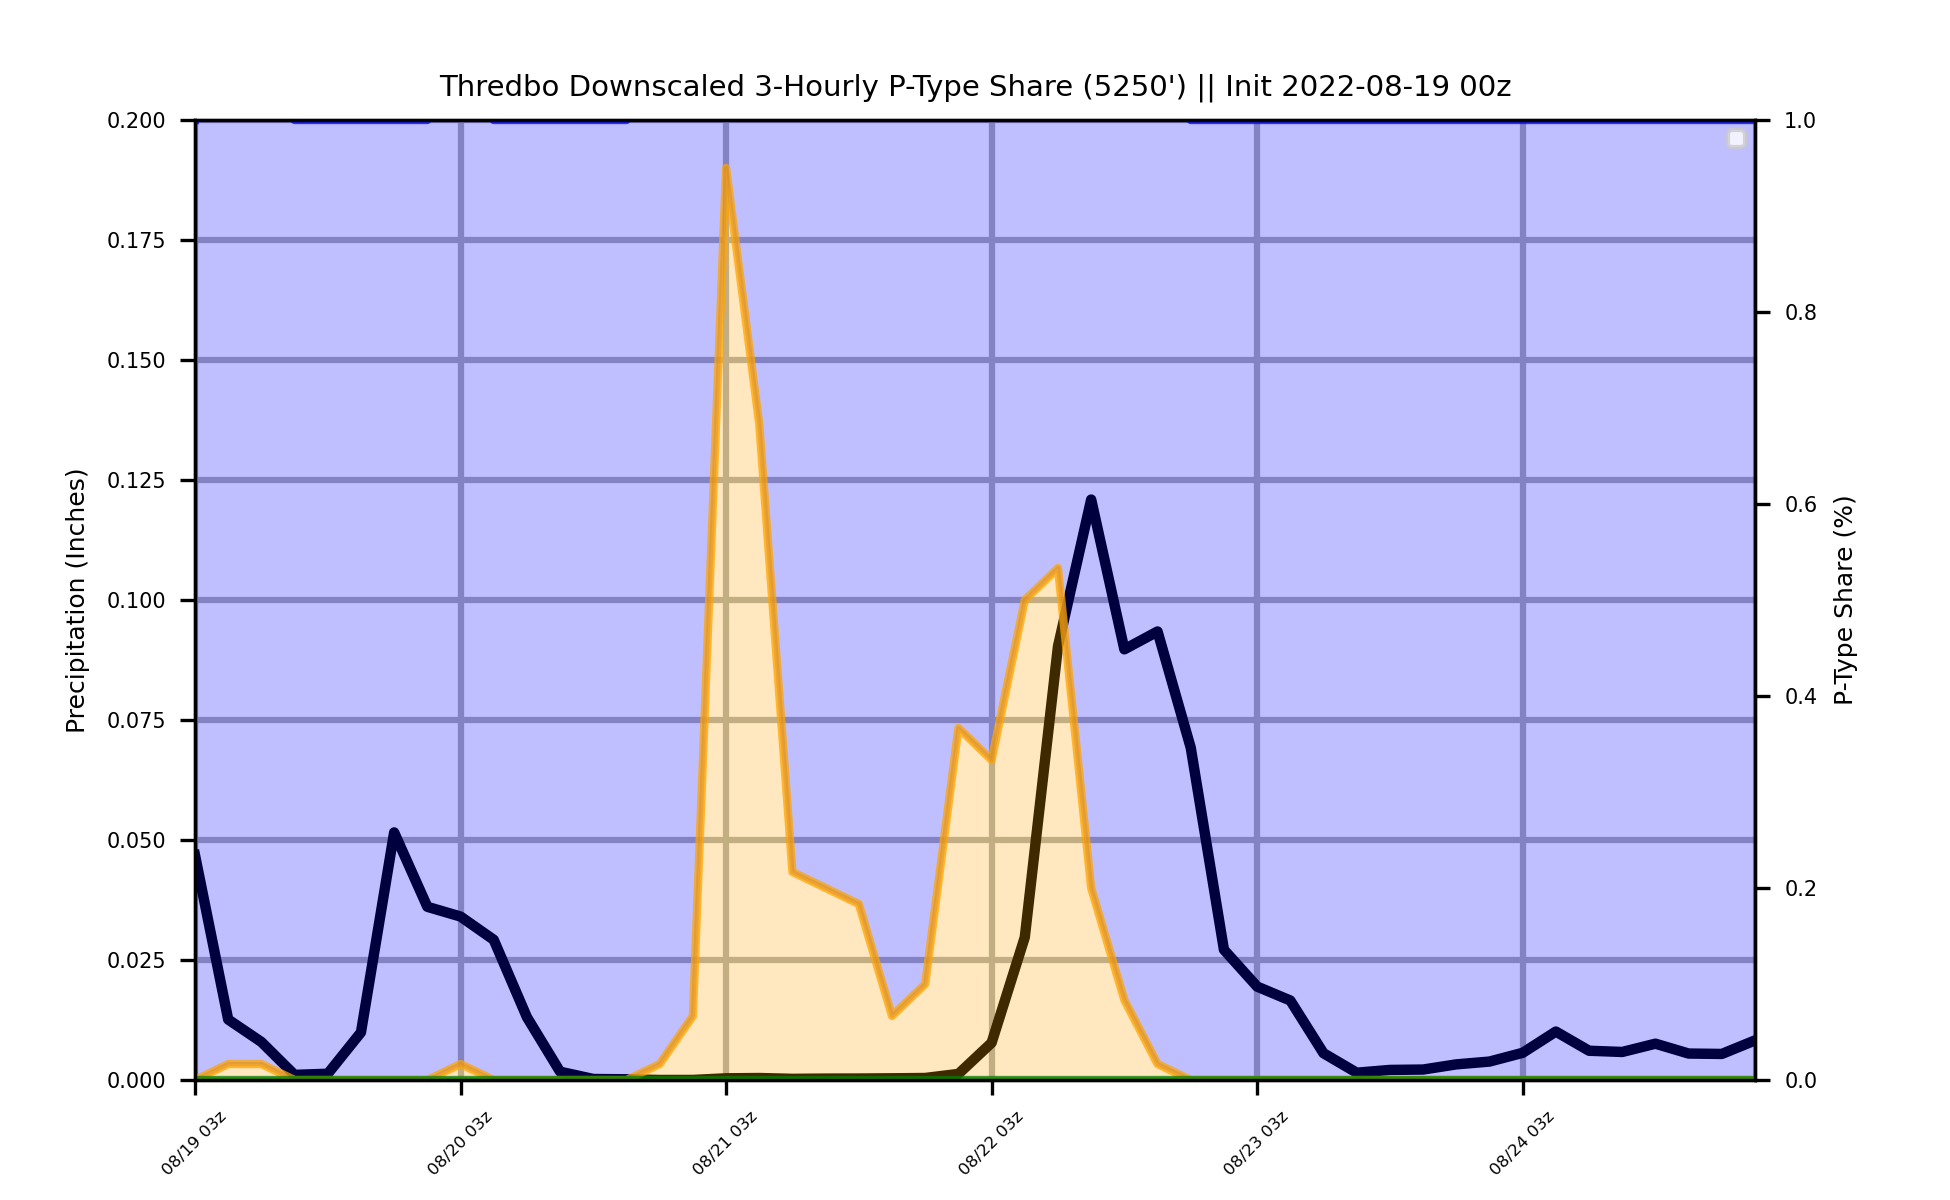 Thredbo Downscaled 3-Hourly P-Type Share (5250') || Init 2022-08-19 00z
0.200
0.175
0.150
0.125
0.100
0.075
0.050
0.025
0.000
Precipitation (Inches)
1.0
0.8
0.6
0.4
0.2
0.0
P-Type Share (%)
08/19 03z
08/20 03z
08/21 03z
08/22 03z
08/23 03z
08/24 03z